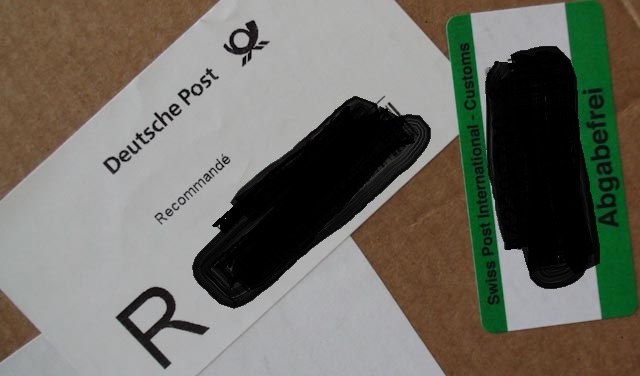 Deutsche Post
Recommandé
R
Swiss Post International - Customs
Abgabefrei